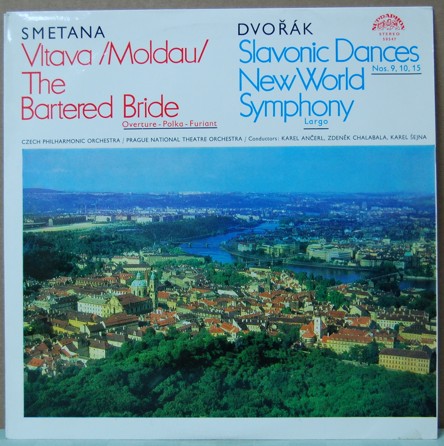 SMETANA
Vltava /Moldau/
The
Bartered Bride
Overture - Polka - Furiant
DVOŘÁK
Slavonic Dances
Nos. 9, 10, 15
New World
Symphony
Largo
SUPRAPHON
STEREO
CZECH PHILHARMONIC ORCHESTRA / PRAGUE NATIONAL THEATRE ORCHESTRA / Conductors: KAREL ANČERL, ZDENĚK CHALABALA, KAREL ŠEJNA